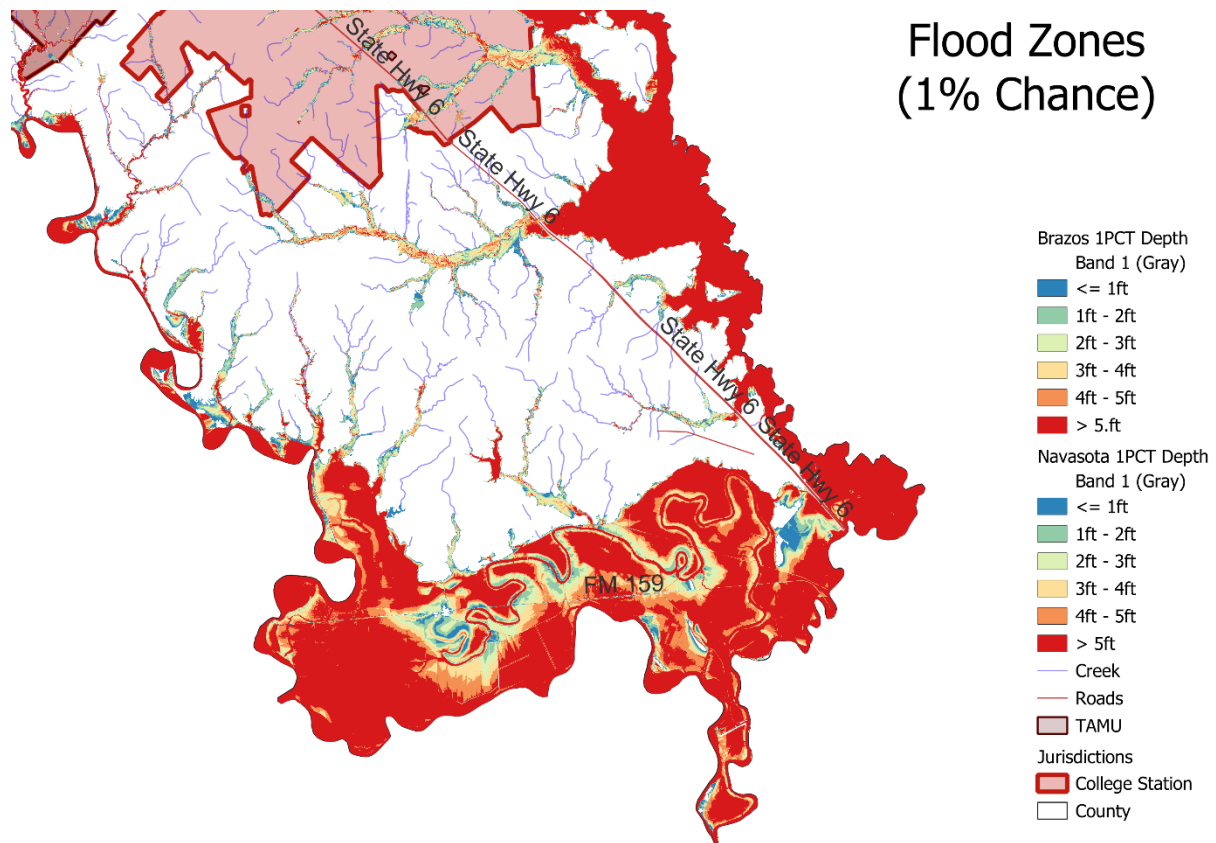 Flood Zones
(1% Chance)
State Hwy 6
State Hwy 6
State Hwy 6
State Hwy 6
FM 159
Brazos 1PCT Depth
Band 1 (Gray)
<= 1ft
1ft - 2ft
2ft - 3ft
3ft - 4ft
4ft - 5ft
> 5.ft
Navasota 1PCT Depth
Band 1 (Gray)
<= 1ft
1ft - 2ft
2ft - 3ft
3ft - 4ft
4ft - 5ft
> 5ft
Creek
Roads
TAMU
Jurisdictions
College Station
County